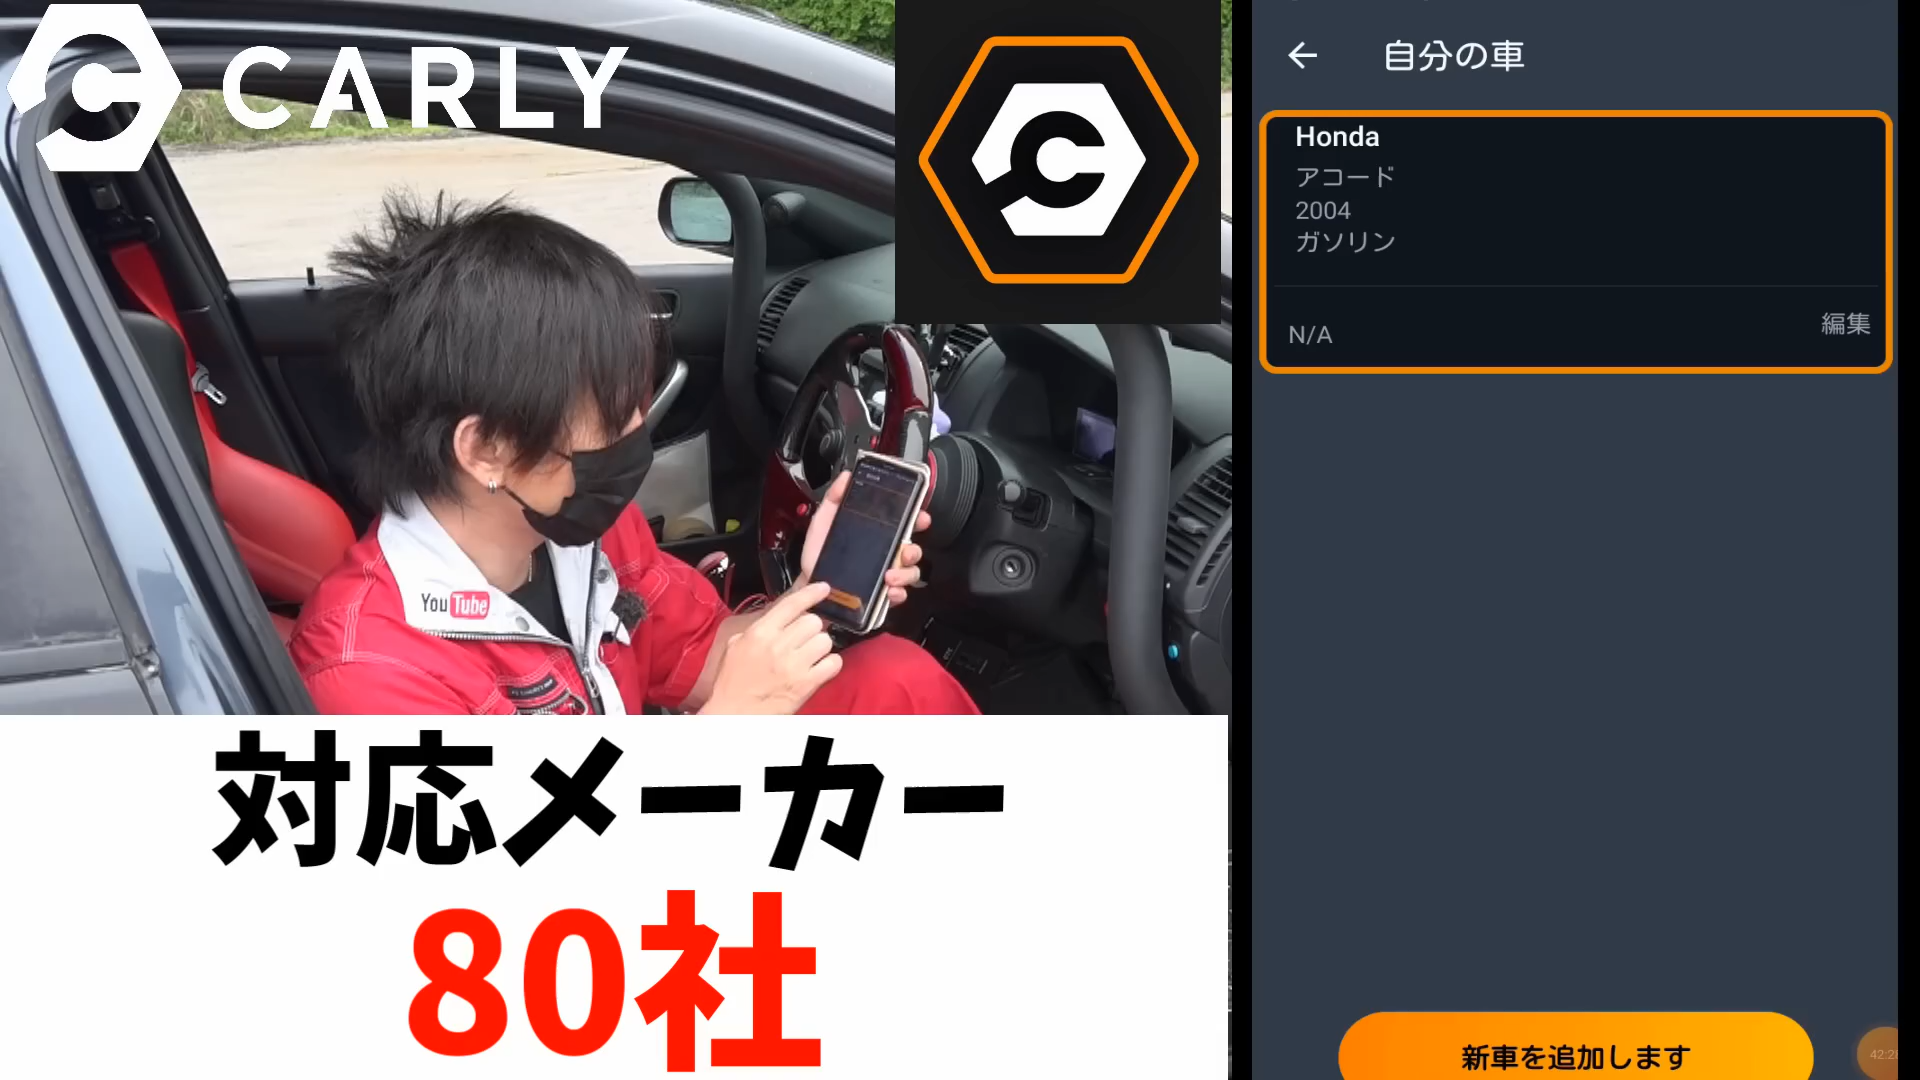 CARLY
YouTube
対応メーカー
80社
自分の車
Honda
アコード
2004
ガソリン
N/A
編集
新車を追加します